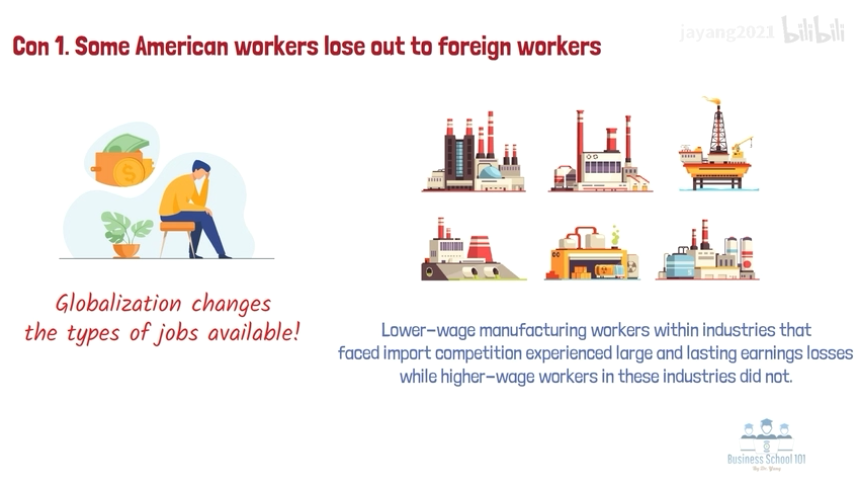 jayang2021 bilibili
Con 1. Some American workers lose out to foreign workers
Globalization changes
the types of jobs available!
Lower-wage manufacturing workers within industries that
faced import competition experienced large and lasting earnings losses
while higher-wage workers in these industries did not.
Business School 101